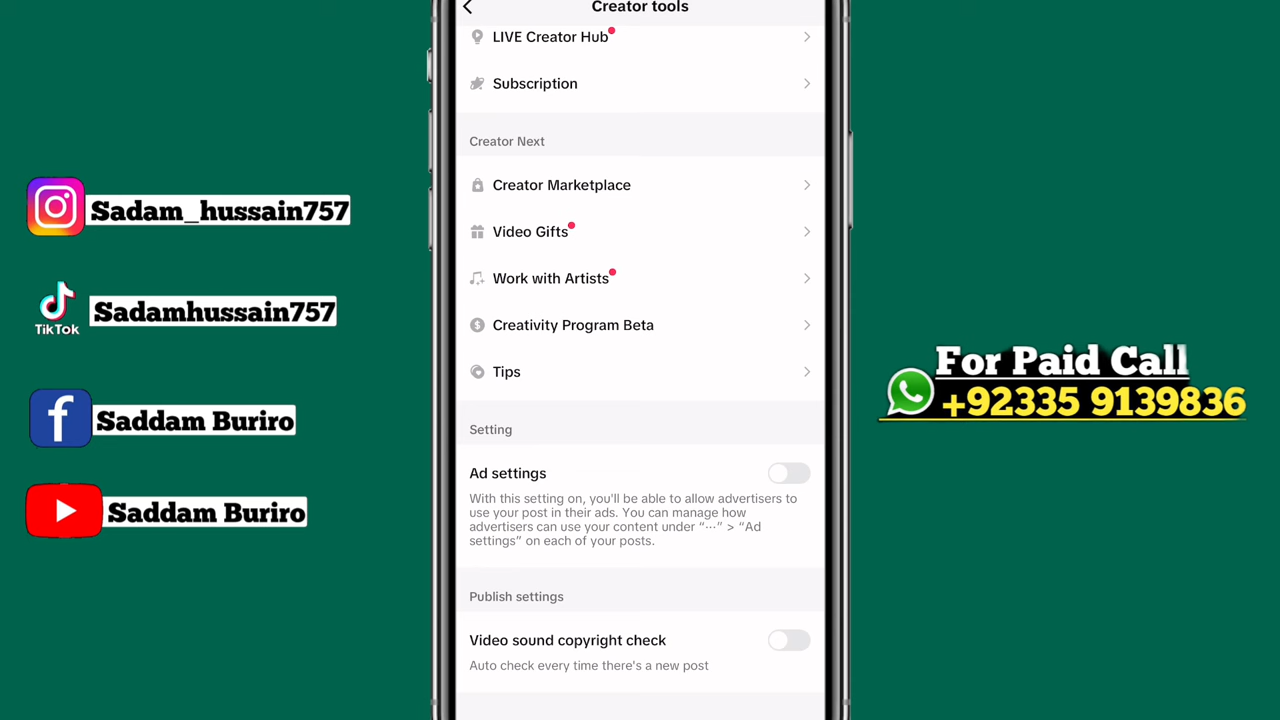 Creator tools
LIVE Creator Hub
Subscription
Creator Next
Creator Marketplace
Video Gifts
Work with Artists
Creativity Program Beta
Tips
Setting
Ad settings
With this setting on, you'll be able to allow advertisers to
use your post in their ads. You can manage how
advertisers can use your content under “···” > “Ad
settings” on each of your posts.
Publish settings
Video sound copyright check
Auto check every time there's a new post
Sadam_hussain757
TikTok
Sadamhussain757
f
Saddam Buriro
Saddam Buriro
For Paid Call
+92335 9139836